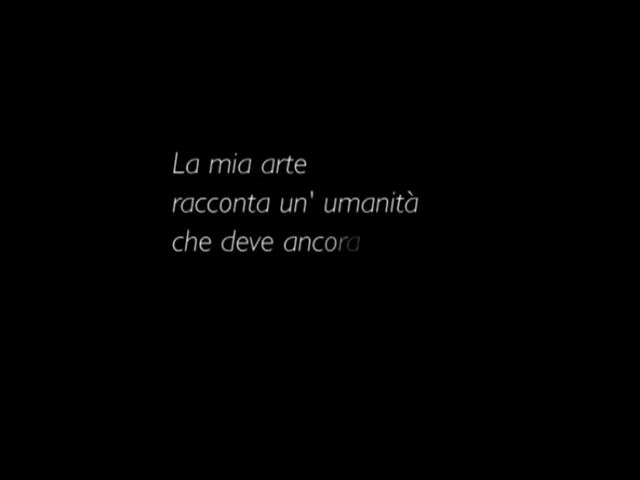 La mia arte
racconta un' umanità
che deve ancora